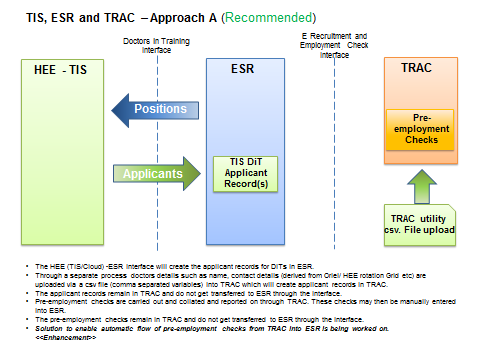 TIS, ESR and TRAC – Approach A (Recommended)
Doctors in Training
Interface
E Recruitment and
Employment Check
Interface
HEE - TIS
ESR
TRAC
Positions
Pre-
employment
Checks
Applicants
TIS DiT
Applicant
Record(s)
TRAC utility
csv. File upload
• The HEE (TIS/Cloud) -ESR Interface will create the applicant records for DITs in ESR.
• Through a separate process doctors details such as name, contact details (derived from Oriel/ HEE rotation Grid etc) are
uploaded via a csv file (comma separated variables) into TRAC which will create applicant records in TRAC.
• The applicant records remain in TRAC and do not get transferred to ESR through the interface.
• Pre-employment checks are carried out and collated and reported on through TRAC. These checks may then be manually entered
into ESR.
• The pre-employment checks remain in TRAC and do not get transferred to ESR through the interface.
• Solution to enable automatic flow of pre-employment checks from TRAC into ESR is being worked on.
<<Enhancement>>